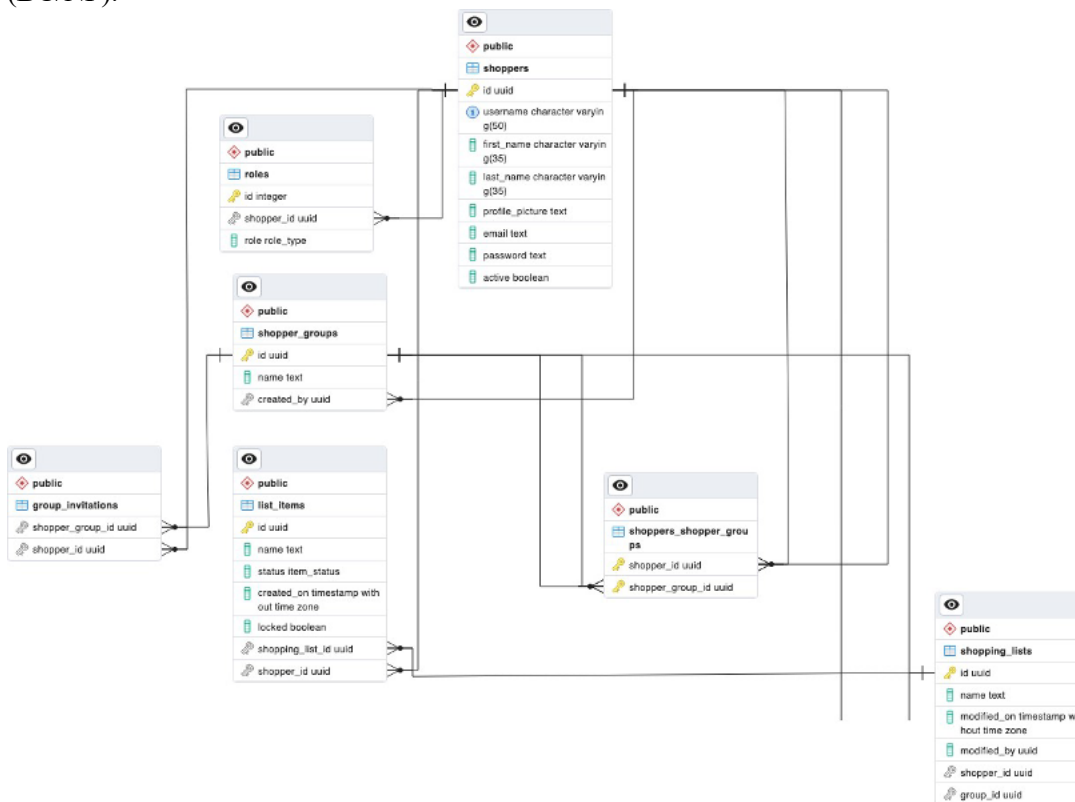 public
shoppers
id uuid
username character varyin
g(50)
first_name character varyin
g(35)
last_name character varyin
g(35)
profile_picture text
email text
password text
active boolean
public
roles
id integer
shopper_id uuid
role role_type
public
shopper_groups
id uuid
name text
created_by uuid
public
group_invitations
shopper_group_id uuid
shopper_id uuid
public
list_items
id uuid
name text
status item_status
created_on timestamp with
out time zone
locked boolean
shopping_list_id uuid
shopper_id uuid
public
shoppers_shopper_grou
ps
shopper_id uuid
shopper_group_id uuid
public
shopping_lists
id uuid
name text
modified_on timestamp w
hout time zone
modified_by uuid
shopper_id uuid
group_id uuid